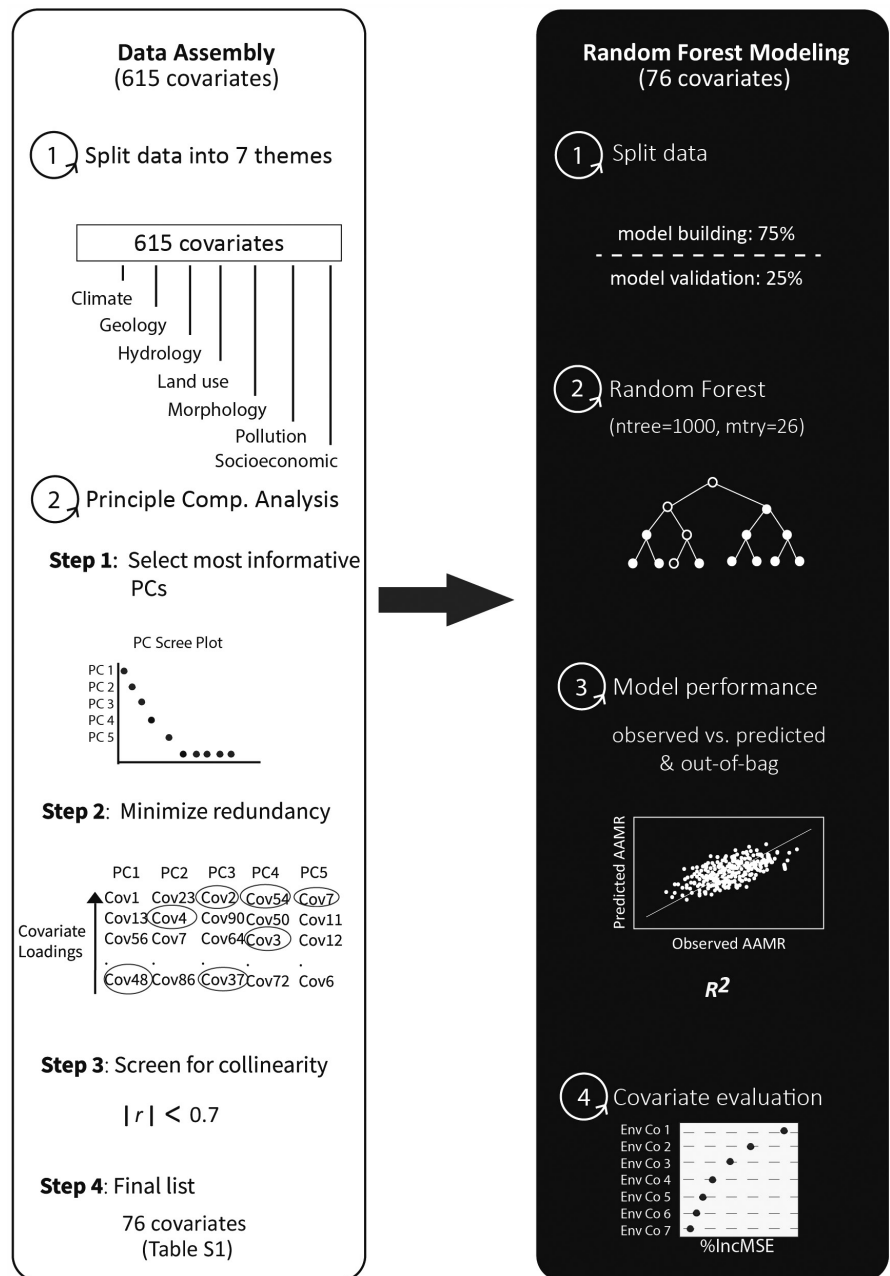 Data Assembly
(615 covariates)
1 Split data into 7 themes
615 covariates
Climate
Geology
Hydrology
Land use
Morphology
Pollution
Socioeconomic
2 Principle Comp. Analysis
Step 1: Select most informative
PCs
PC Scree Plot
PC 1
PC 2
PC 3
PC 4
PC 5
Step 2: Minimize redundancy
PC1 PC2 PC3 PC4 PC5
Cov1 Cov23 Cov2 Cov54 Cov7
Cov13 Cov4 Cov90 Cov50 Cov11
Cov56 Cov7 Cov64 Cov3 Cov12
. . . . .
Cov48 Cov86 Cov37 Cov72 Cov6
Covariate
Loadings
Step 3: Screen for collinearity
|r| < 0.7
Step 4: Final list
76 covariates
(Table S1)
Random Forest Modeling
(76 covariates)
1 Split data
model building: 75%
model validation: 25%
2 Random Forest
(ntree=1000, mtry=26)
3 Model performance
observed vs. predicted
& out-of-bag
Predicted AAMR
Observed AAMR
R2
4 Covariate evaluation
Env Co 1
Env Co 2
Env Co 3
Env Co 4
Env Co 5
Env Co 6
Env Co 7
%IncMSE